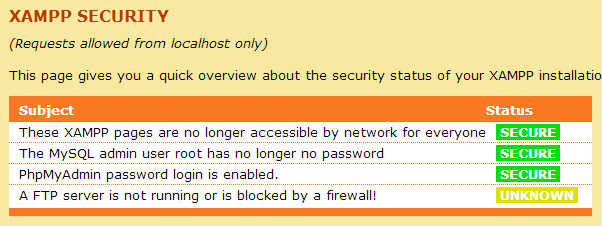 XAMPP SECURITY
(Requests allowed from localhost only)
This page gives you a quick overview about the security status of your XAMPP installatio
Subject Status
These XAMPP pages are no longer accessible by network for everyone SECURE
The MySQL admin user root has no longer no password SECURE
PhpMyAdmin password login is enabled. SECURE
A FTP server is not running or is blocked by a firewall! UNKNOWN